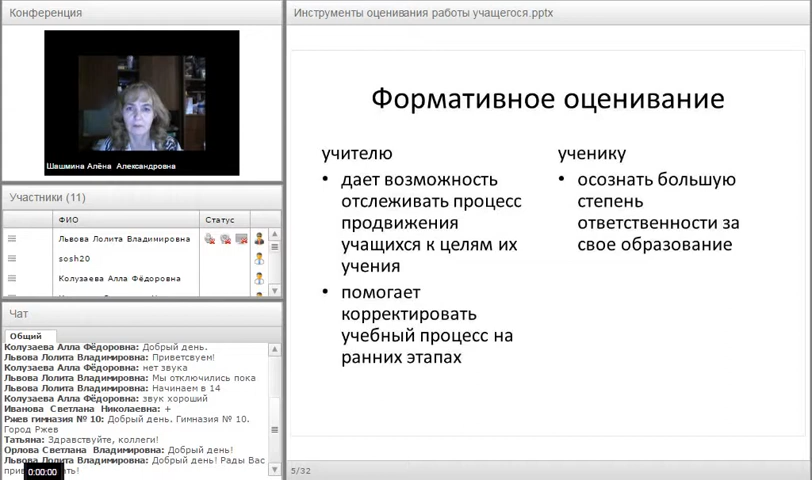 Конференция
Шашмина Алёна Александровна
Участники (11)
ФИО Статус
Львова Лолита Владимировна
sosh20
Колузаева Алла Фёдоровна
Чат
Общий
Колузаева Алла Фёдоровна: Добрый день.
Львова Лолита Владимировна: Приветсвуем!
Колузаева Алла Фёдоровна: нет звука
Львова Лолита Владимировна: Мы отключились пока
Львова Лолита Владимировна: Начинаем в 14
Колузаева Алла Фёдоровна: звук хороший
Иванова Светлана Николаевна: +
Ржев гимназия № 10: Добрый день. Гимназия № 10.
Город Ржев
Татьяна: Здравствуйте, коллеги!
Орлова Светлана Владимировна: Добрый день!
Львова Лолита Владимировна: Добрый день! Рады Вас
0:00:00
Инструменты оценивания работы учащегося.pptx
Формативное оценивание
учителю
• дает возможность
отслеживать процесс
продвижения
учащихся к целям их
учения
• помогает
корректировать
учебный процесс на
ранних этапах
ученику
• осознать большую
степень
ответственности за
свое образование
5/32